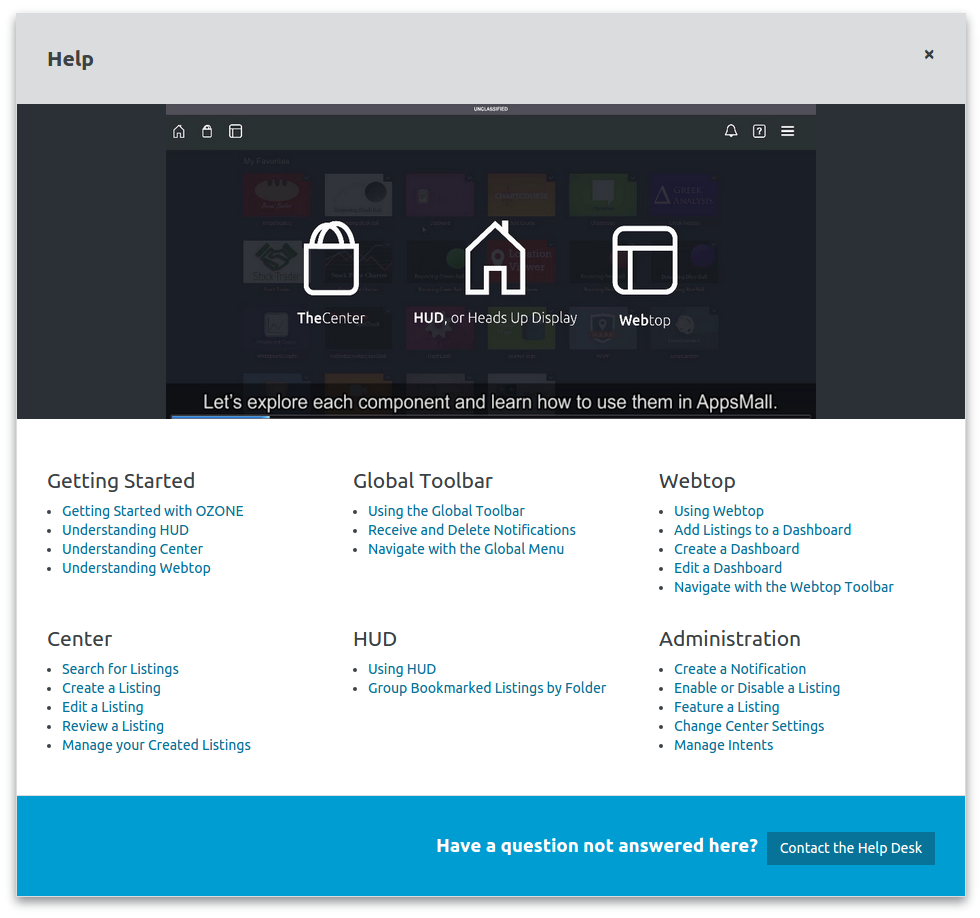 Help
×
UNCLASSIFIED
My Favorites
CHARTCOURSE
GREEK
ANALYSIS
Location
Viewer
TheCenter
HUD, or Heads Up Display
Webtop
Let's explore each component and learn how to use them in AppsMall.
Getting Started
Getting Started with OZONE
Understanding HUD
Understanding Center
Understanding Webtop
Global Toolbar
Using the Global Toolbar
Receive and Delete Notifications
Navigate with the Global Menu
Webtop
Using Webtop
Add Listings to a Dashboard
Create a Dashboard
Edit a Dashboard
Navigate with the Webtop Toolbar
Center
Search for Listings
Create a Listing
Edit a Listing
Review a Listing
Manage your Created Listings
HUD
Using HUD
Group Bookmarked Listings by Folder
Administration
Create a Notification
Enable or Disable a Listing
Feature a Listing
Change Center Settings
Manage Intents
Have a question not answered here?
Contact the Help Desk